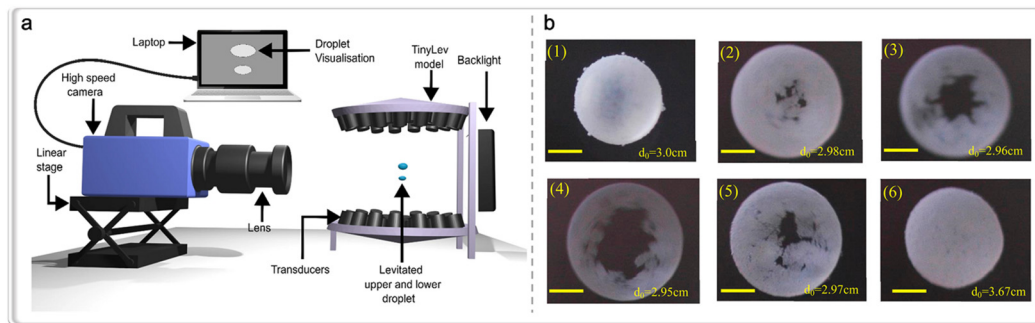 a
Laptop
Droplet
Visualisation
TinyLev
model
Backlight
High speed
camera
Linear
stage
Lens
Transducers
Levitated
upper and lower
droplet
b
(1)
d₀=3.0cm
(2)
d₀=2.98cm
(3)
d₀=2.96cm
(4)
d₀=2.95cm
(5)
d₀=2.97cm
(6)
d₀=3.67cm